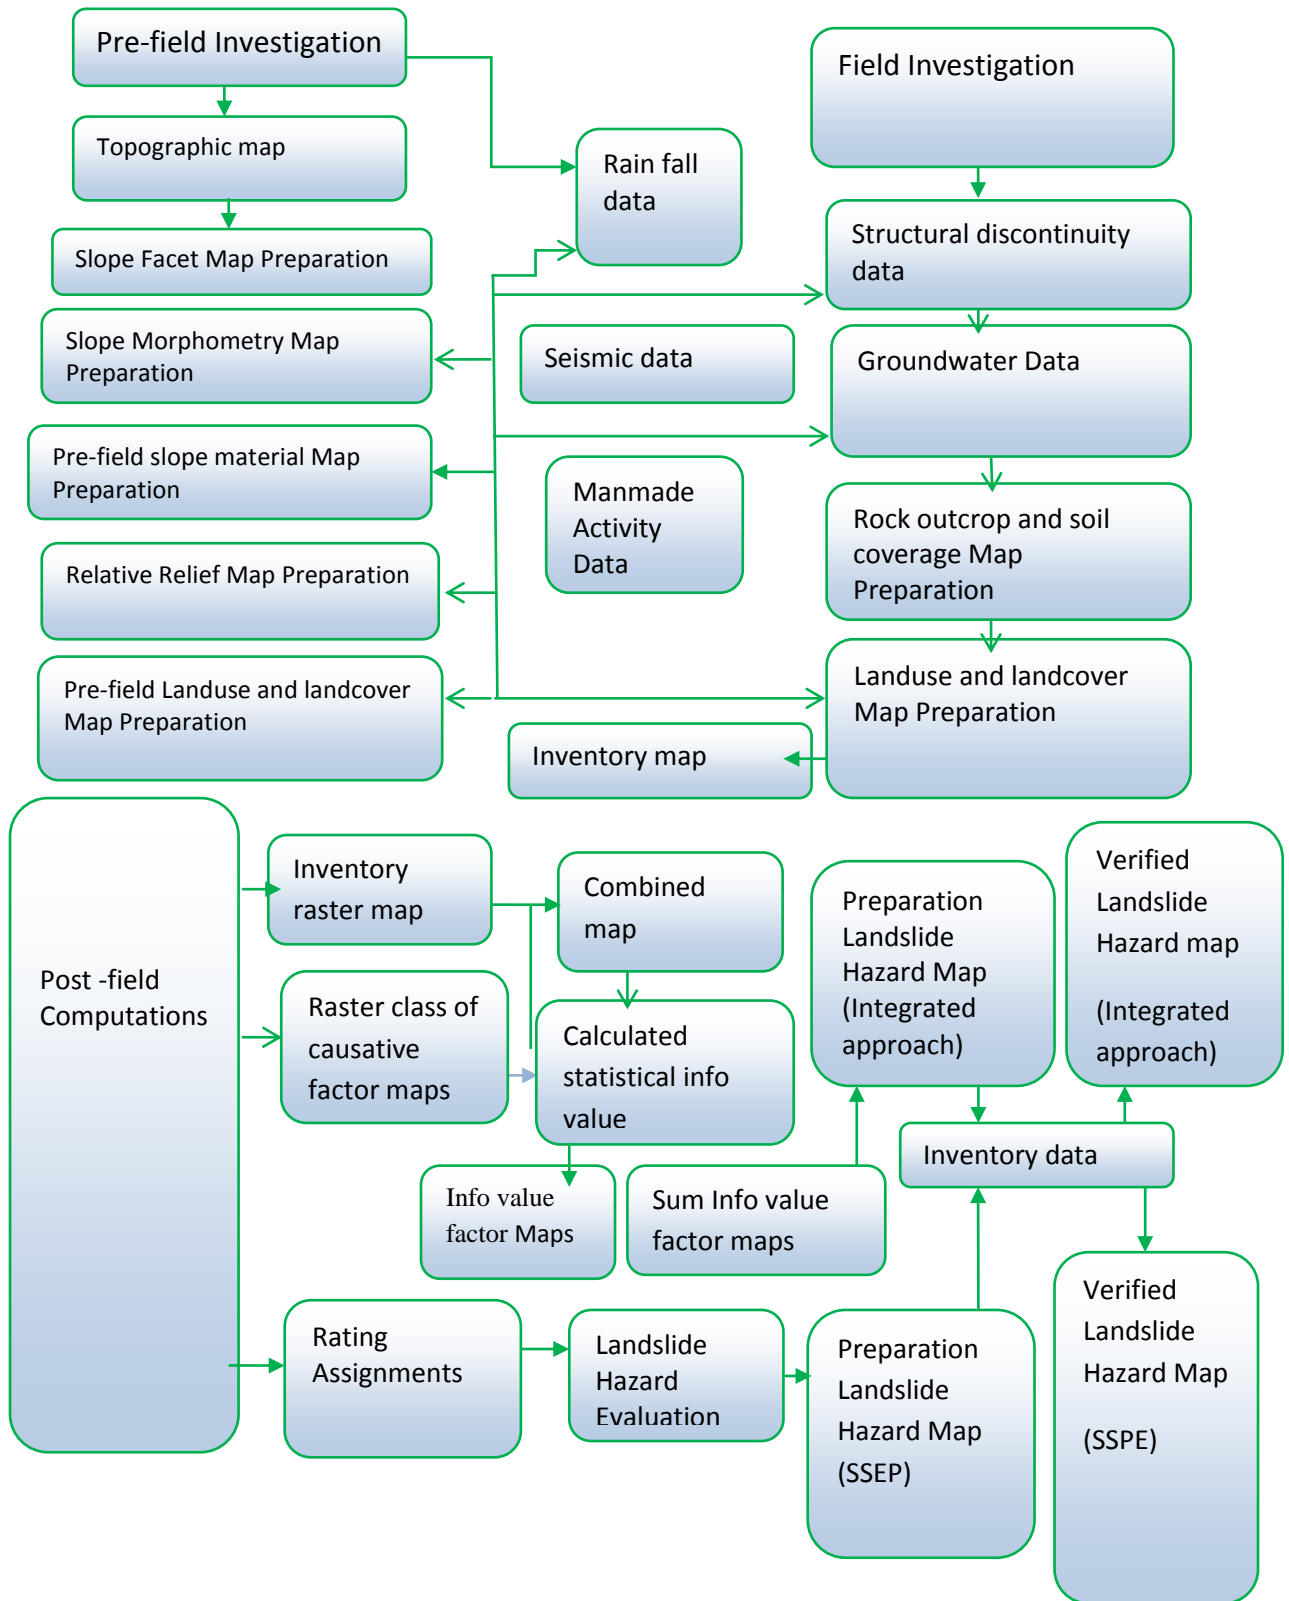 Pre-field Investigation
Topographic map
Slope Facet Map Preparation
Slope Morphometry Map
Preparation
Pre-field slope material Map
Preparation
Relative Relief Map Preparation
Pre-field Landuse and landcover
Map Preparation
Rain fall
data
Seismic data
Manmade
Activity
Data
Field Investigation
Structural discontinuity
data
Groundwater Data
Rock outcrop and soil
coverage Map
Preparation
Landuse and landcover
Map Preparation
Inventory map
Post -field
Computations
Inventory
raster map
Raster class of
causative
factor maps
Combined
map
Calculated
statistical info
value
Info value
factor Maps
Sum Info value
factor maps
Preparation
Landslide
Hazard Map
(Integrated
approach)
Verified
Landslide
Hazard map
(Integrated
approach)
Inventory data
Rating
Assignments
Landslide
Hazard
Evaluation
Preparation
Landslide
Hazard Map
(SSEP)
Verified
Landslide
Hazard Map
(SSPE)